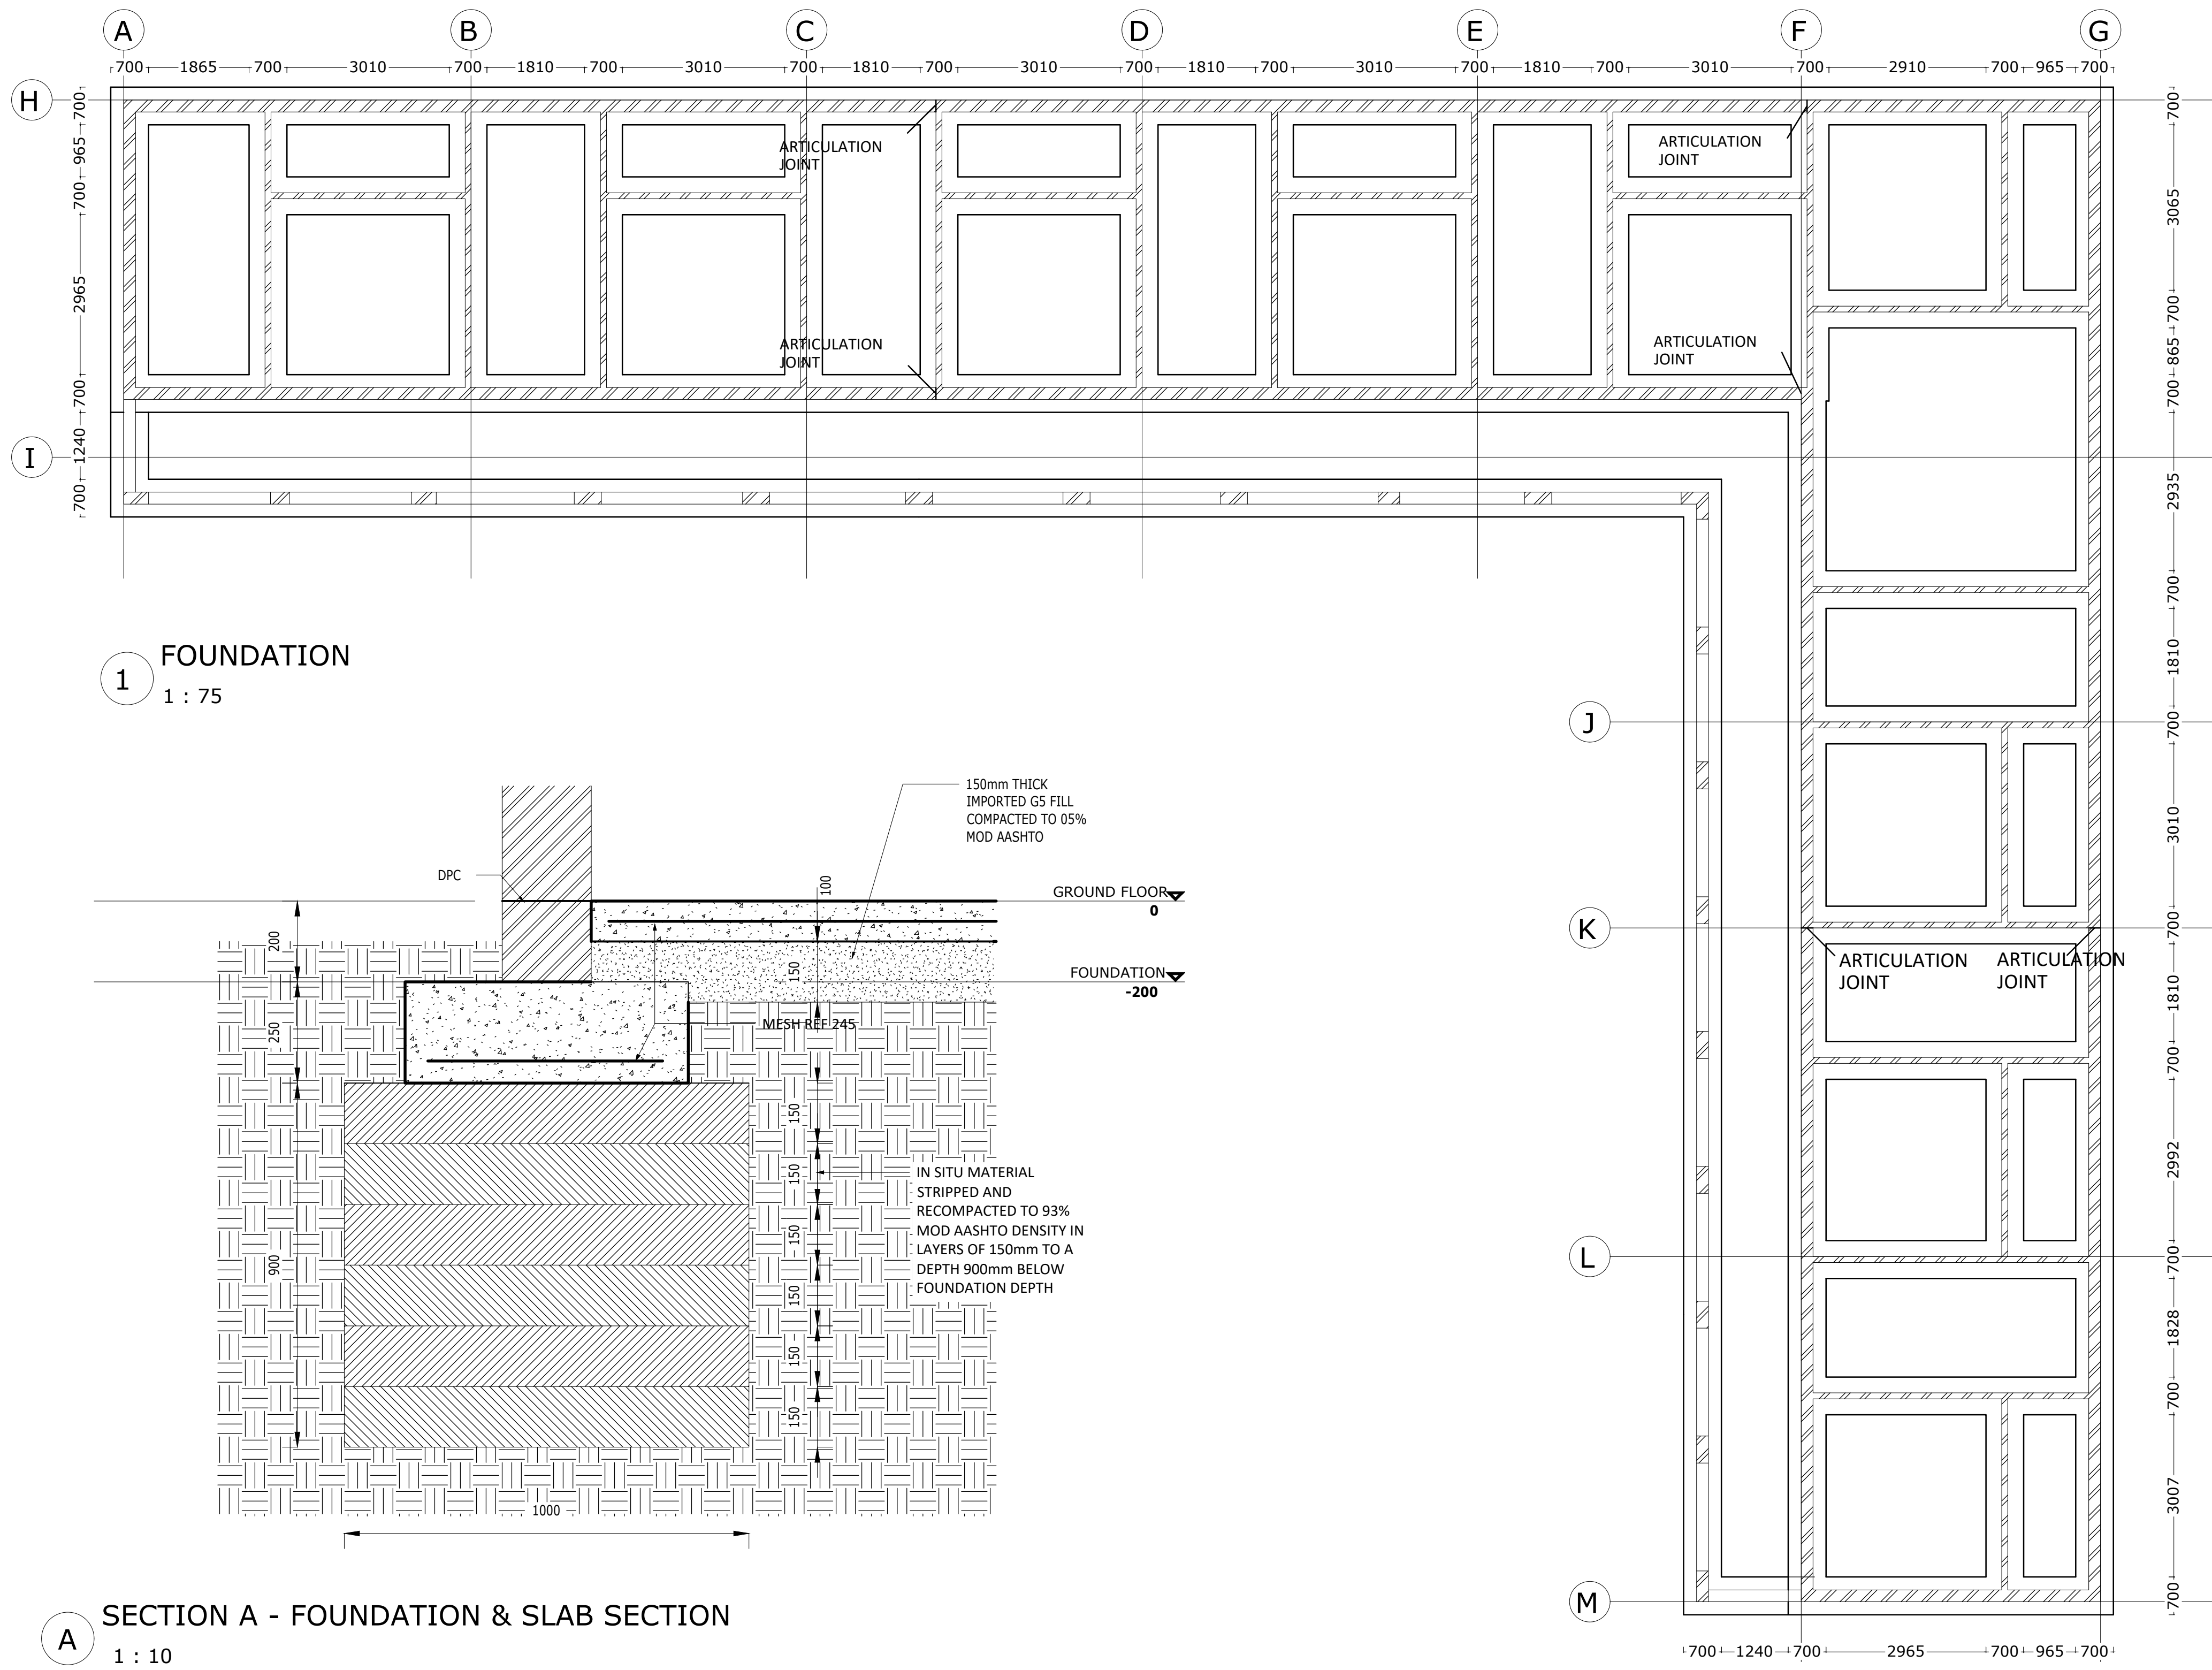 A B C D E F G
700 1865 700 3010 700 1810 700 3010 700 1810 700 3010 700 1810 700 3010 700 1810 700 3010 700 2910 700 965 700
H
I
700
965
700
2965
700
1240
700
ARTICULATION
JOINT
ARTICULATION
JOINT
ARTICULATION
JOINT
ARTICULATION
JOINT
700
3065
700
865
700
2935
700
1810
700
3010
700
1810
700
2992
700
1828
700
3007
700
J
K
L
M
ARTICULATION
JOINT
ARTICULATION
JOINT
700 1240 700 2965 700 965 700
1
FOUNDATION
1 : 75
150mm THICK
IMPORTED G5 FILL
COMPACTED TO 05%
MOD AASHTO
DPC
100
GROUND FLOOR
0
200
150
FOUNDATION
-200
250
MESH REF 245
150
150
150
150
150
150
900
IN SITU MATERIAL
STRIPPED AND
RECOMPACTED TO 93%
MOD AASHTO DENSITY IN
LAYERS OF 150mm TO A
DEPTH 900mm BELOW
FOUNDATION DEPTH
1000
A
SECTION A - FOUNDATION & SLAB SECTION
1 : 10